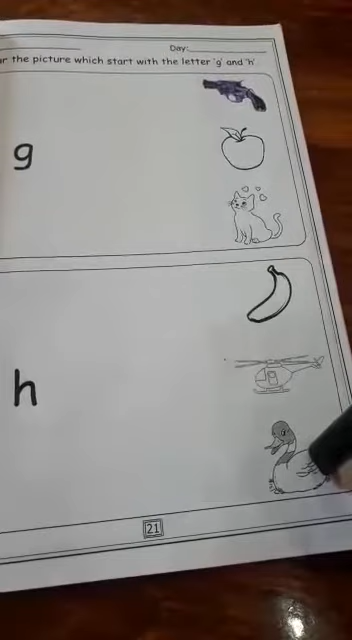 Day:
r the picture which start with the letter 'g' and 'h'.
g
h
21